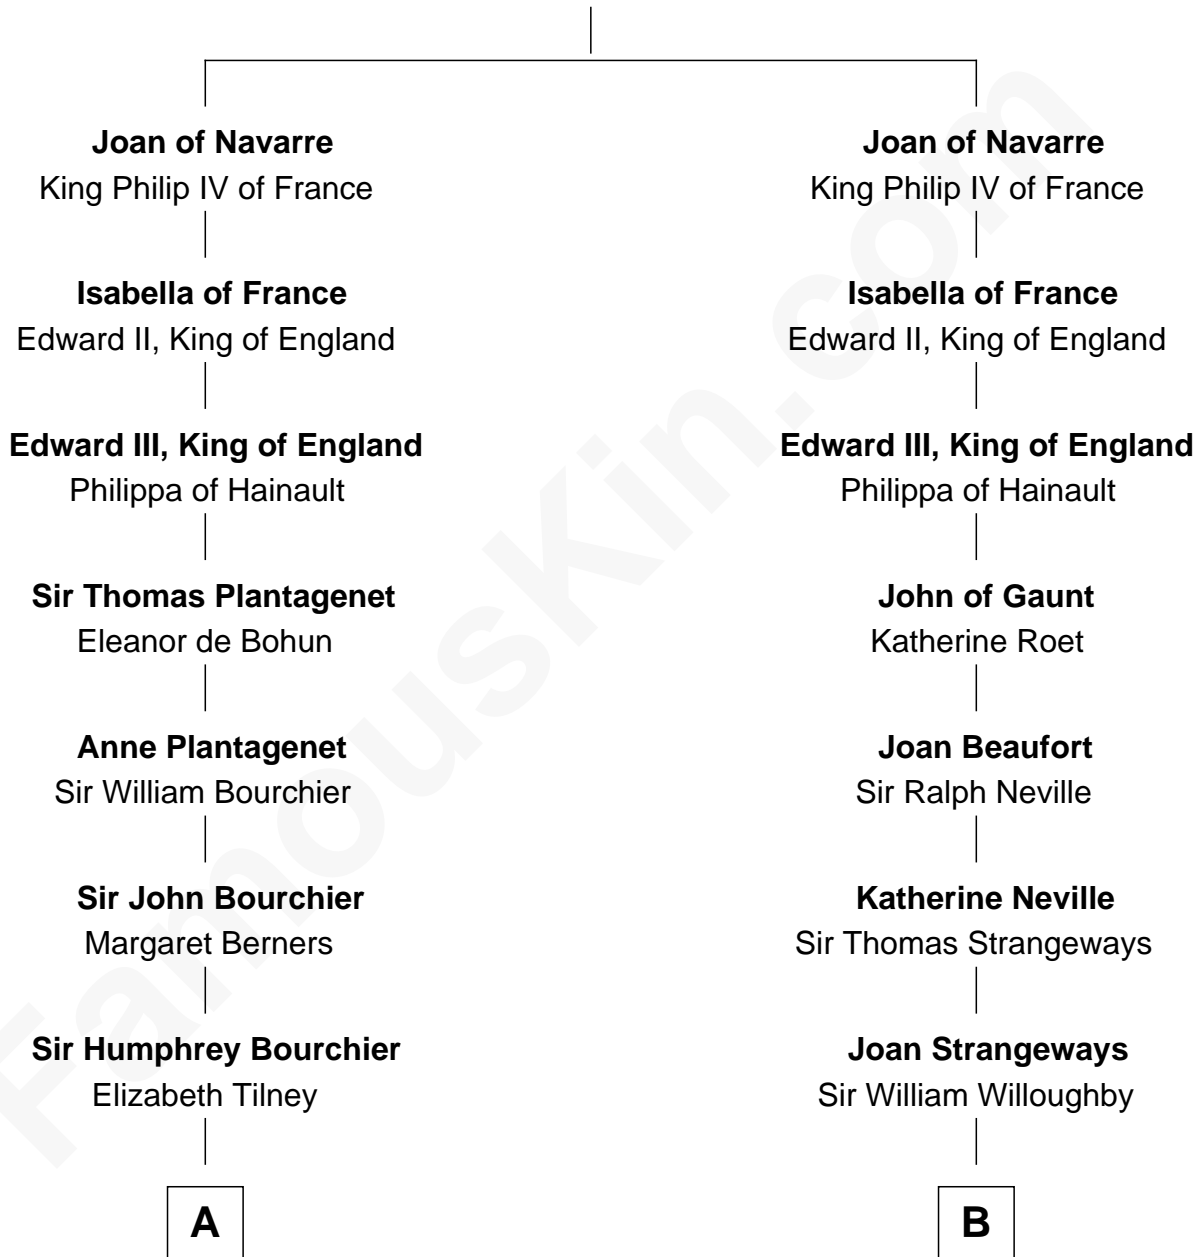 Joan of Navarre
King Philip IV of France
Isabella of France
Edward II, King of England
Edward III, King of England
Philippa of Hainault
Sir Thomas Plantagenet
Eleanor de Bohun
Anne Plantagenet
Sir William Bourchier
Sir John Bourchier
Margaret Berners
Sir Humphrey Bourchier
Elizabeth Tilney
A
Joan of Navarre
King Philip IV of France
Isabella of France
Edward II, King of England
Edward III, King of England
Philippa of Hainault
John of Gaunt
Katherine Roet
Joan Beaufort
Sir Ralph Neville
Katherine Neville
Sir Thomas Strangeways
Joan Strangeways
Sir William Willoughby
B
FamousKin.com